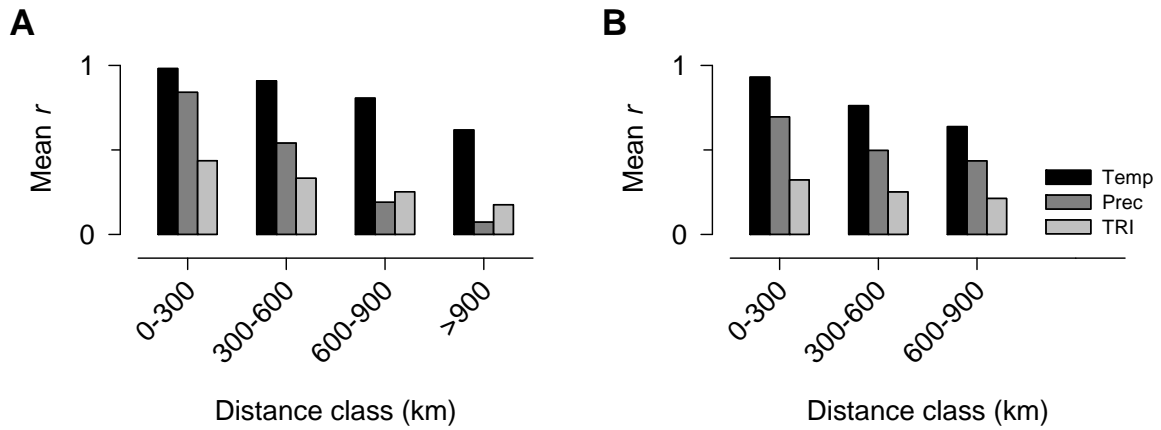 A
Mean r
1
0
0-300
300-600
600-900
>900
Distance class (km)
B
Mean r
1
0
0-300
300-600
600-900
Distance class (km)
Temp
Prec
TRI